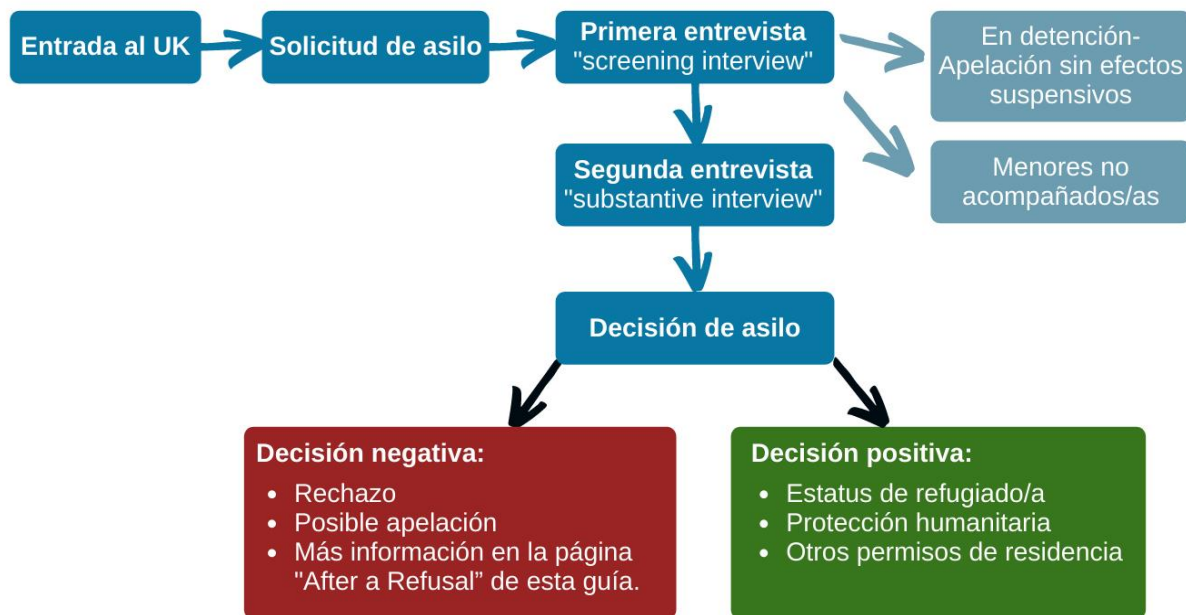 Entrada al UK
Solicitud de asilo
Primera entrevista
"screening interview"
En detención-
Apelación sin efectos
suspensivos
Segunda entrevista
"substantive interview"
Menores no
acompañados/as
Decisión de asilo
Decisión negativa:
• Rechazo
• Posible apelación
• Más información en la página
"After a Refusal” de esta guía.
Decisión positiva:
• Estatus de refugiado/a
• Protección humanitaria
• Otros permisos de residencia